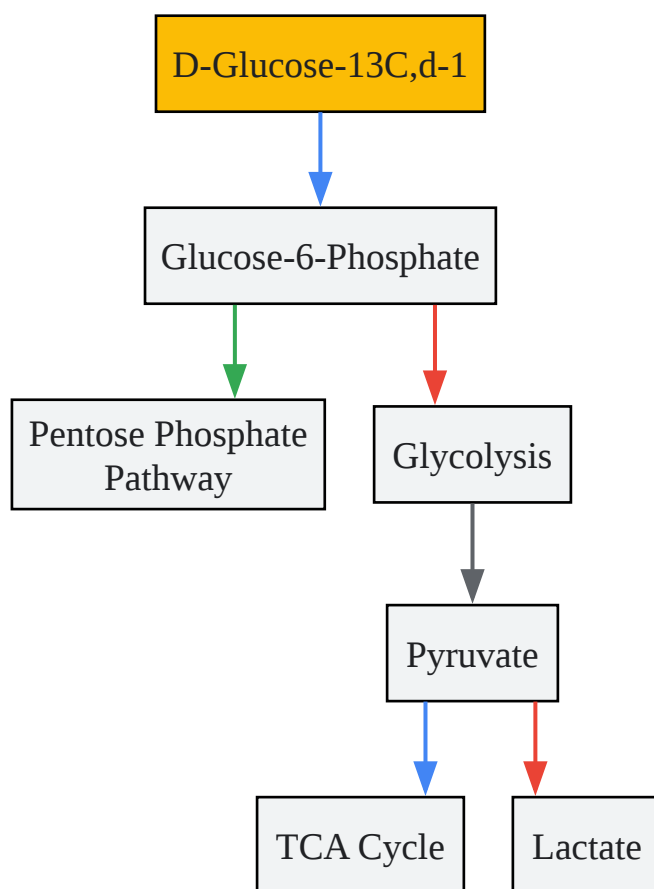 D-Glucose-13C,d-1
Glucose-6-Phosphate
Pentose Phosphate
Pathway
Glycolysis
Pyruvate
TCA Cycle
Lactate